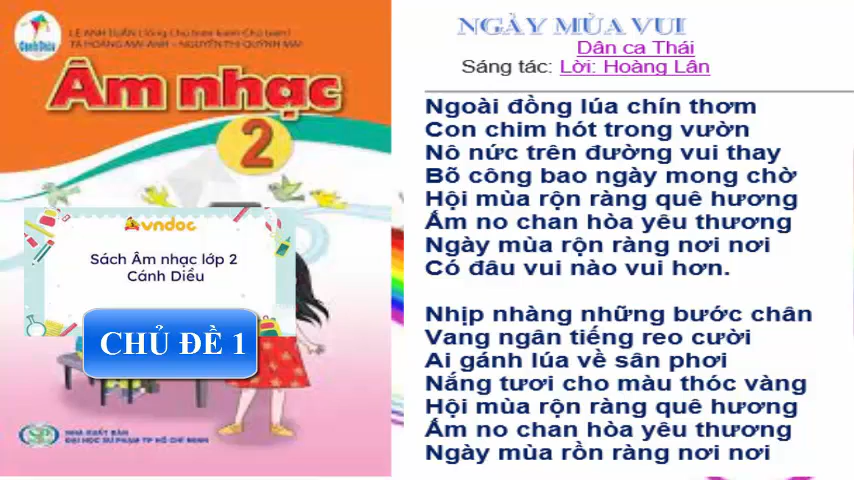 Cánh Diều
LÊ ANH TUẤN (Tổng Chủ biên kiêm Chủ biên)
TẠ HOÀNG MAI ANH – NGUYỄN THỊ QUỲNH MAI
Âm nhạc
2
vndoc
Sách Âm nhạc lớp 2
Cánh Diều
CHỦ ĐỀ 1
NHÀ XUẤT BẢN
ĐẠI HỌC SƯ PHẠM TP HỒ CHÍ MINH
NGÀY MÙA VUI
Dân ca Thái
Sáng tác: Lời: Hoàng Lân
Ngoài đồng lúa chín thơm
Con chim hót trong vườn
Nô nức trên đường vui thay
Bõ công bao ngày mong chờ
Hội mùa rộn ràng quê hương
Ấm no chan hòa yêu thương
Ngày mùa rộn ràng nơi nơi
Có đâu vui nào vui hơn.
Nhịp nhàng những bước chân
Vang ngân tiếng reo cười
Ai gánh lúa về sân phơi
Nắng tươi cho màu thóc vàng
Hội mùa rộn ràng quê hương
Ấm no chan hòa yêu thương
Ngày mùa rồn ràng nơi nơi